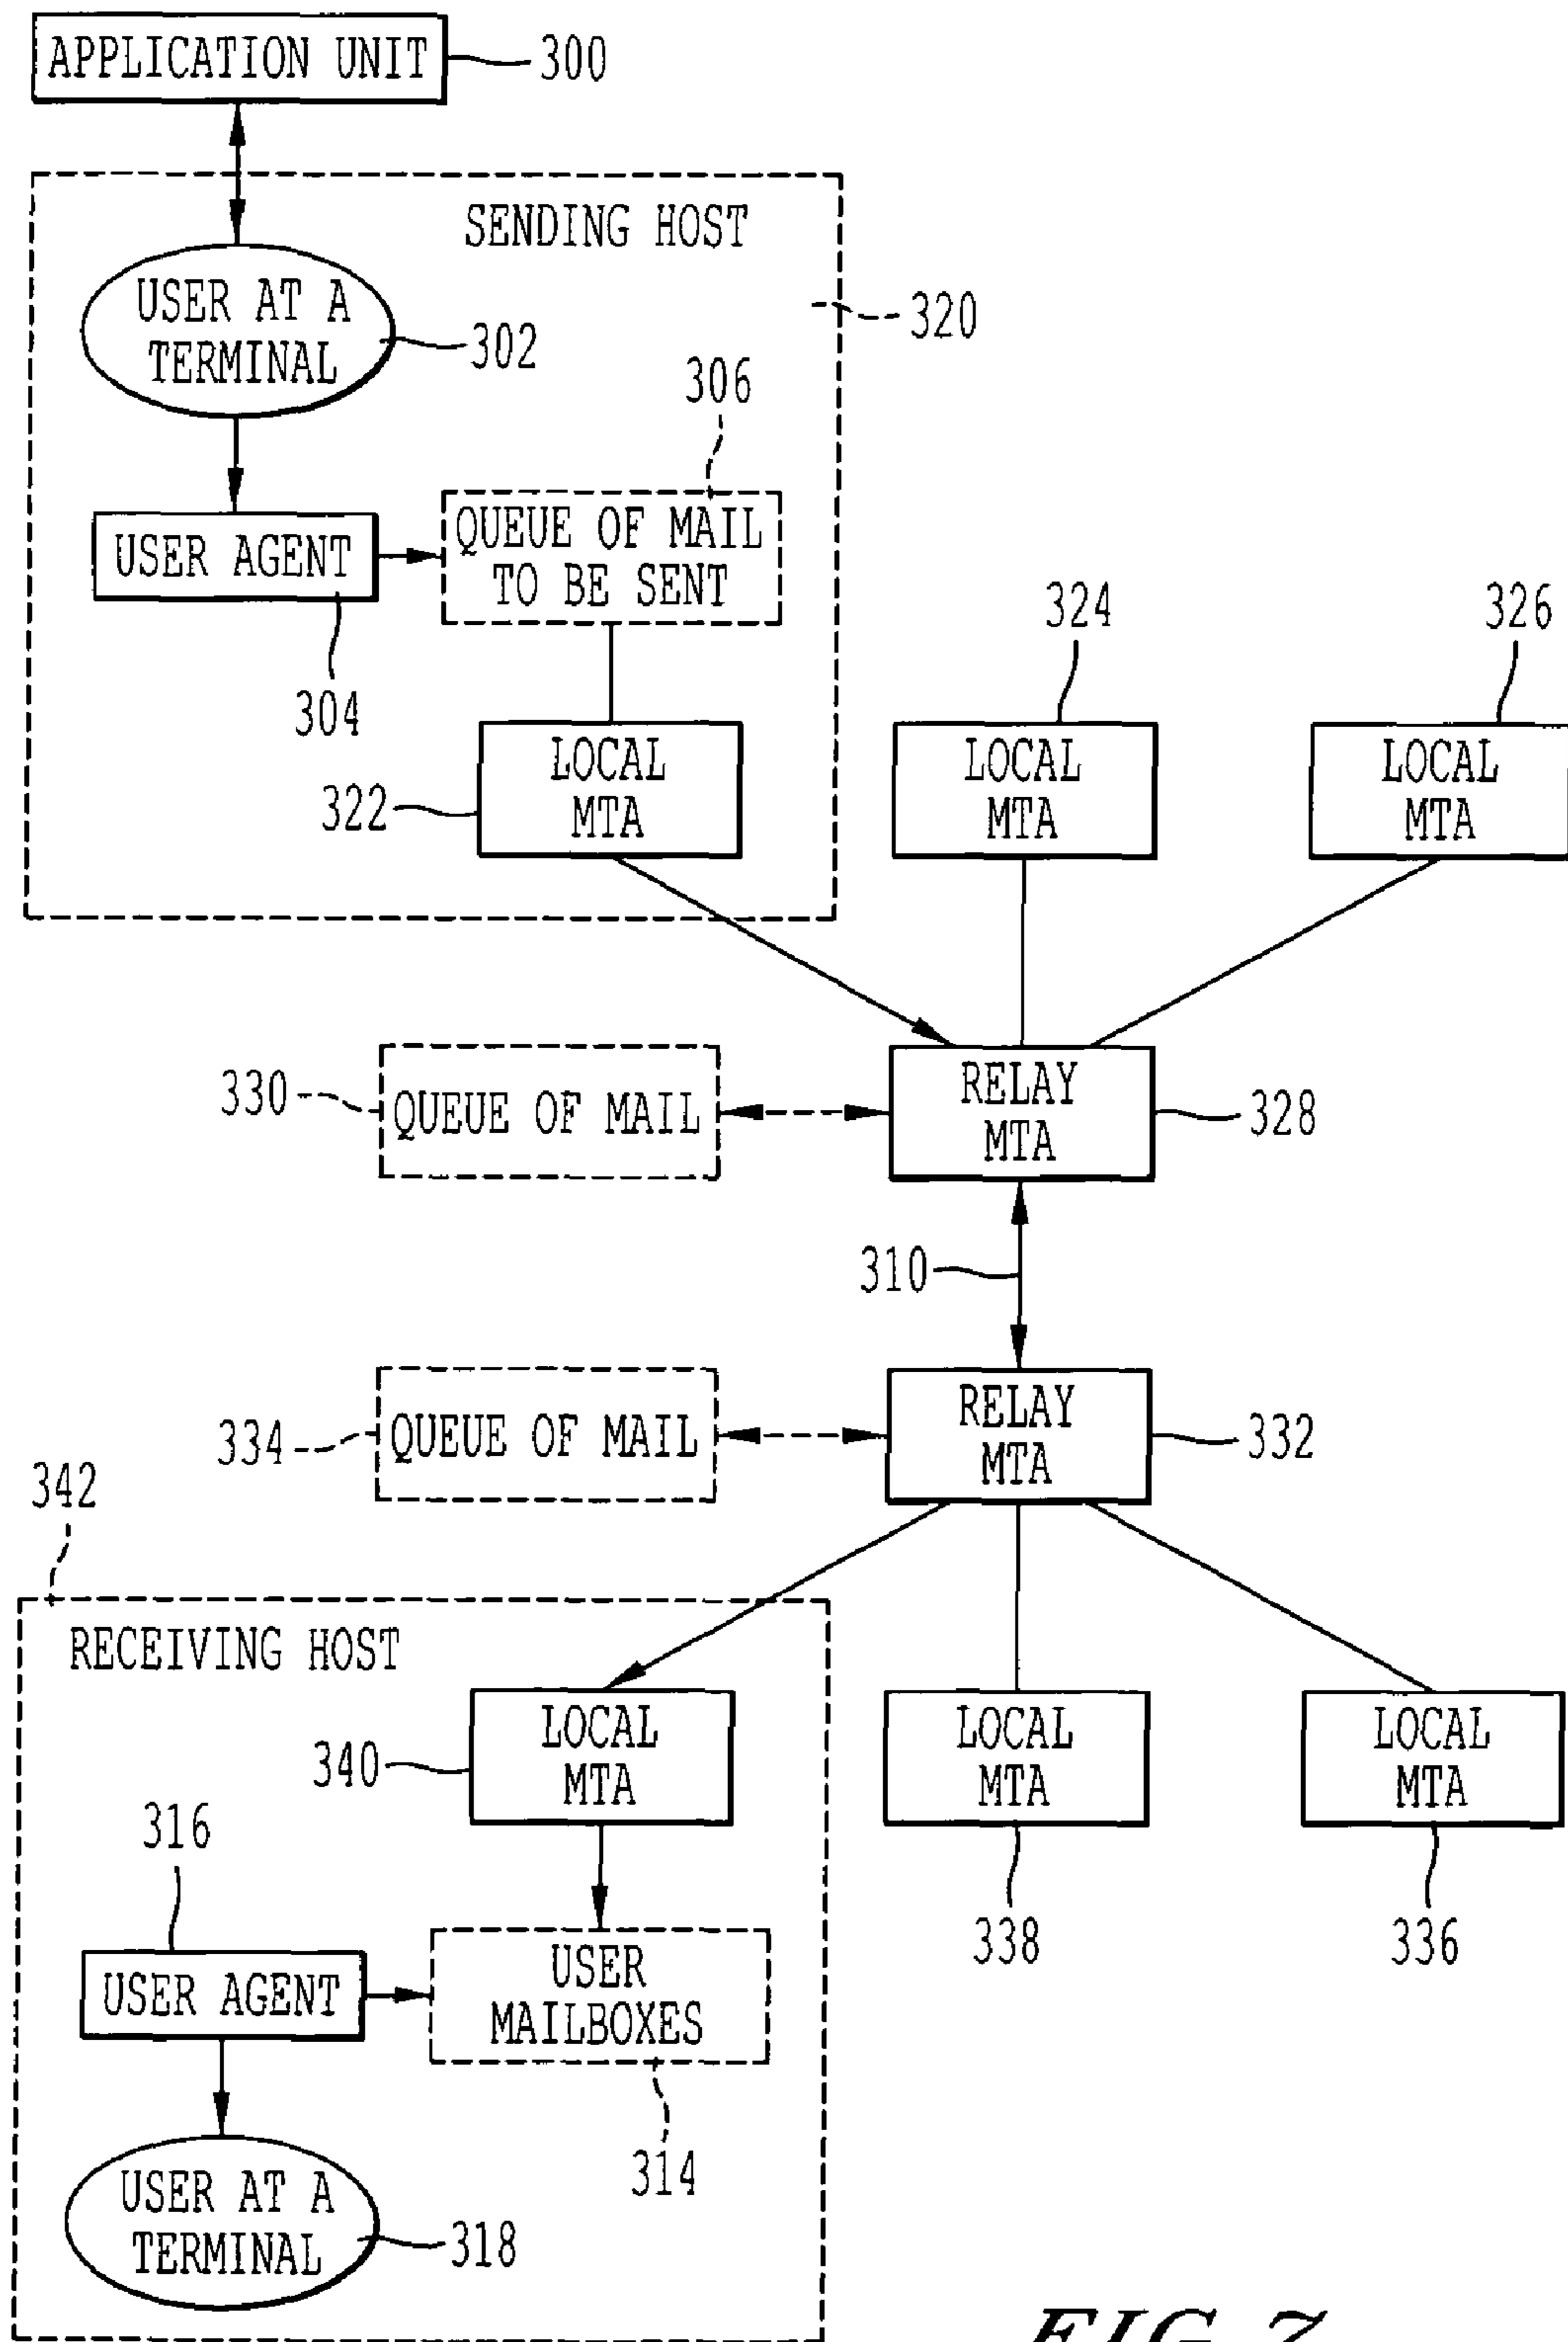 APPLICATION UNIT
300
SENDING HOST
USER AT A
TERMINAL
302
320
306
USER AGENT
QUEUE OF MAIL
TO BE SENT
304
324
326
322
LOCAL
MTA
LOCAL
MTA
LOCAL
MTA
330
QUEUE OF MAIL
RELAY
MTA
328
310
334
QUEUE OF MAIL
RELAY
MTA
332
342
RECEIVING HOST
340
LOCAL
MTA
LOCAL
MTA
LOCAL
MTA
316
338
336
USER AGENT
USER
MAILBOXES
314
USER AT A
TERMINAL
318
FIG. 7